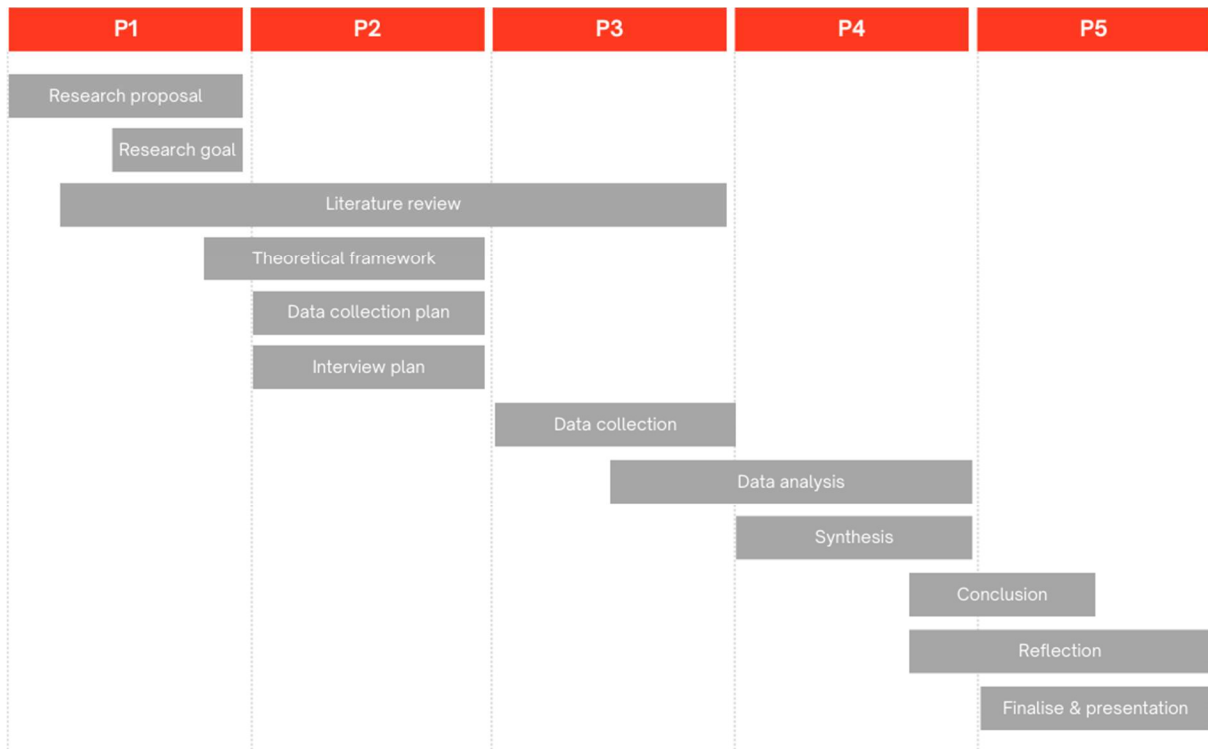 P1 P2 P3 P4 P5
Research proposal
Research goal
Literature review
Theoretical framework
Data collection plan
Interview plan
Data collection
Data analysis
Synthesis
Conclusion
Reflection
Finalise & presentation